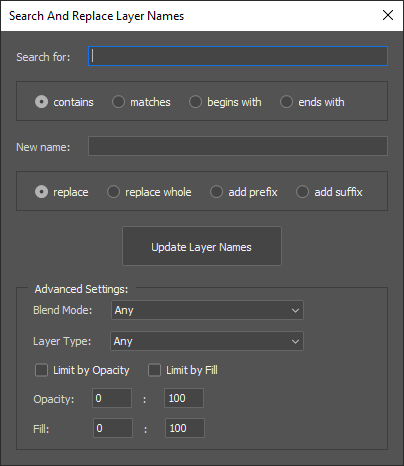 Search And Replace Layer Names
Search for:
contains matches begins with ends with
New name:
replace replace whole add prefix add suffix
Update Layer Names
Advanced Settings:
Blend Mode: Any
Layer Type: Any
Limit by Opacity Limit by Fill
Opacity: 0 : 100
Fill: 0 : 100